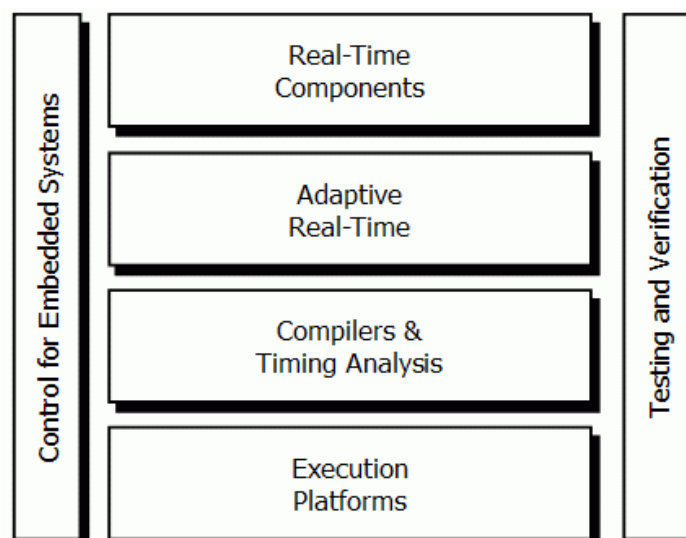 Control for Embedded Systems
Real-Time
Components
Adaptive
Real-Time
Compilers &
Timing Analysis
Execution
Platforms
Testing and Verification